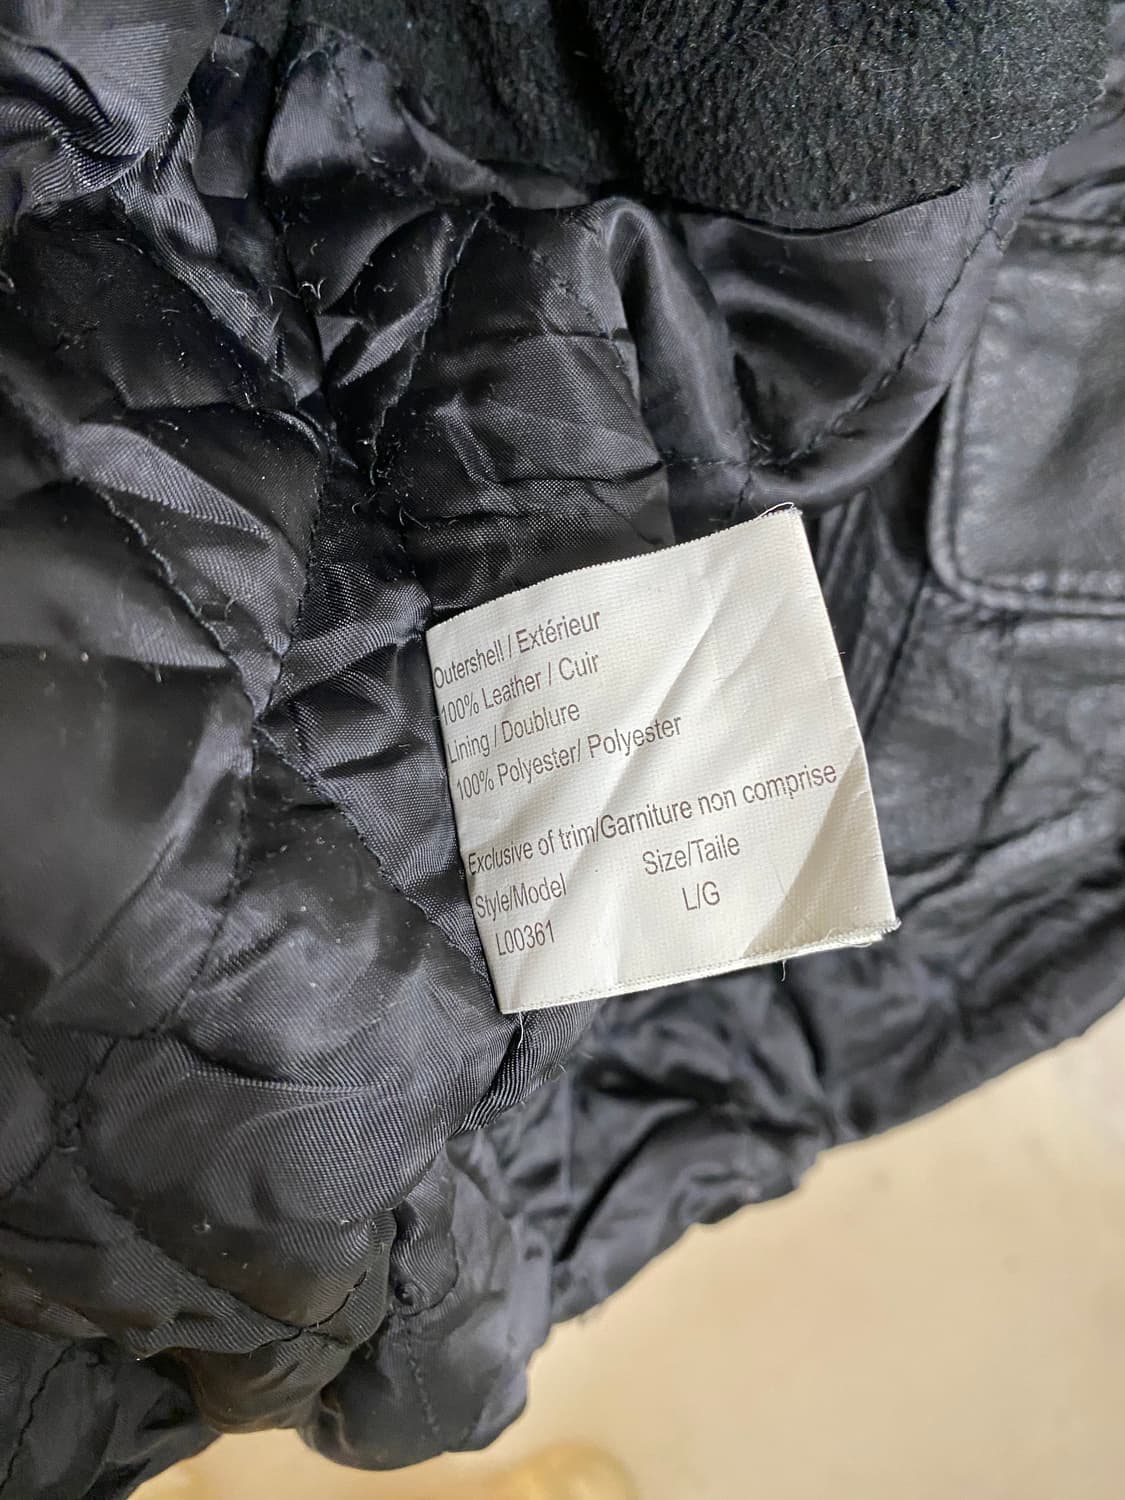 Outershell / Extérieur
100% Leather / Cuir
Lining / Doublure
100% Polyester/ Polyester
Exclusive of trim/Garniture non comprise
Style/Model Size/Taile
L00361 L/G